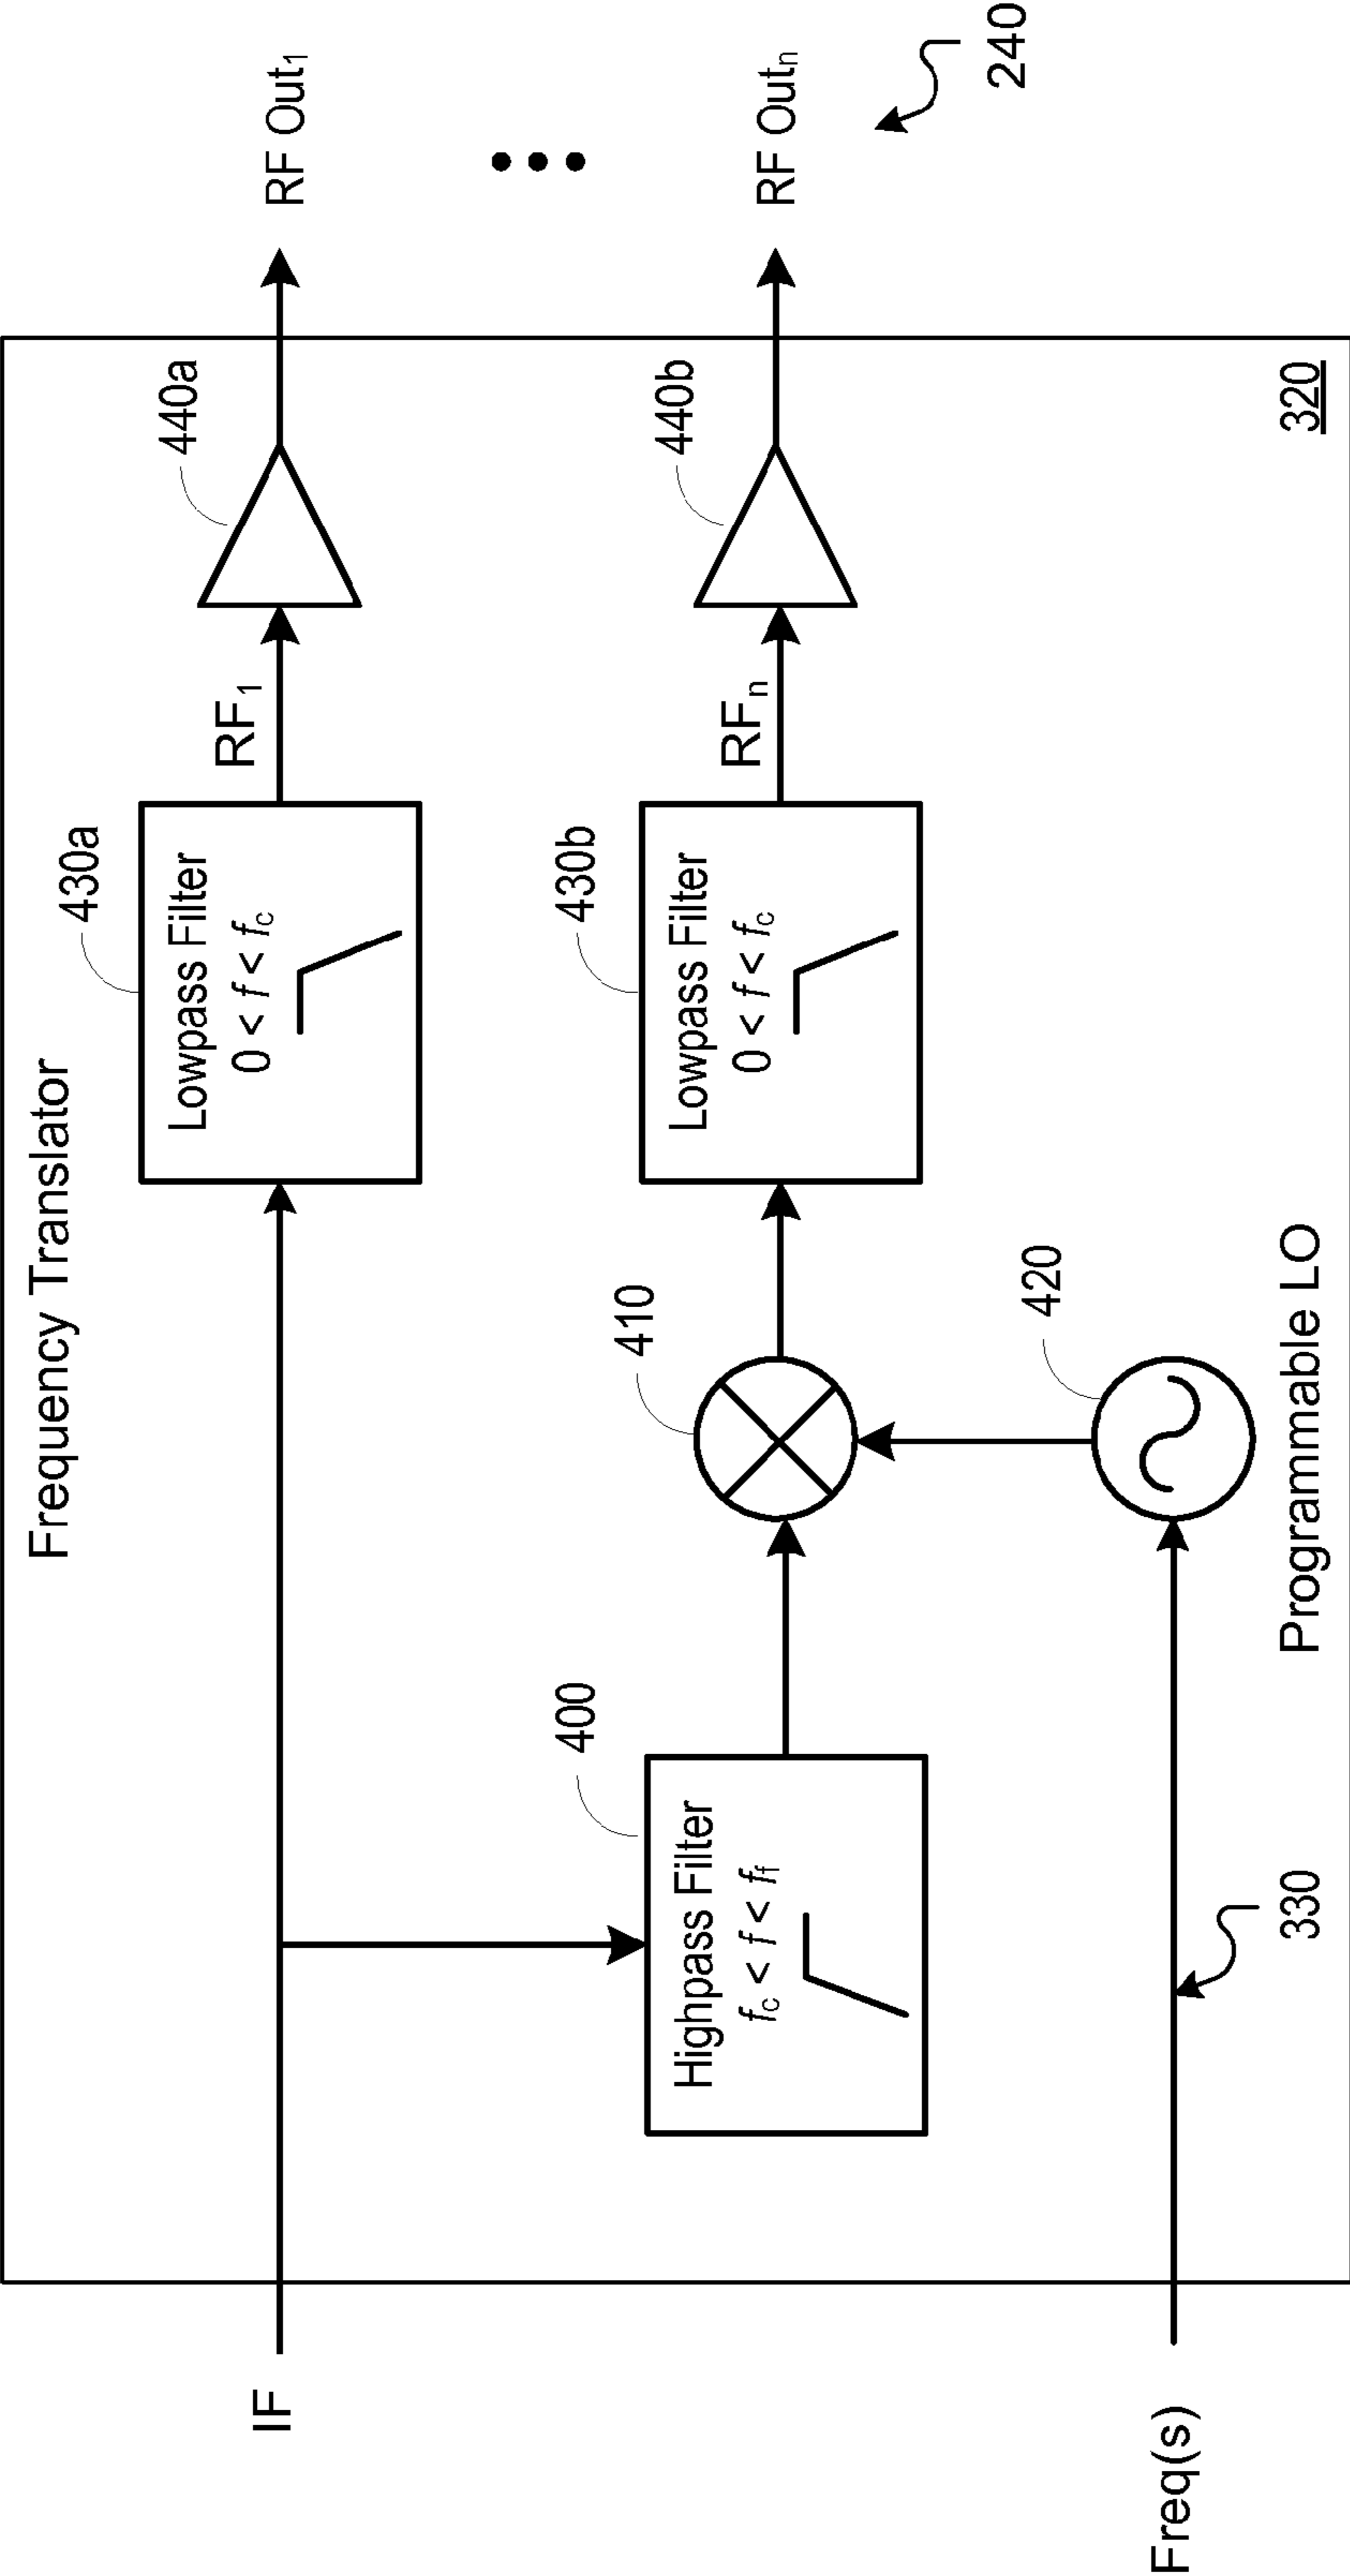 Frequency Translator
IF
430a
Lowpass Filter
0 < f < fc
RF1
440a
RF Out1
400
Highpass Filter
fc < f < ff
410
430b
Lowpass Filter
0 < f < fc
RFn
440b
RF Outn
420
Programmable LO
Freq(s)
330
320
240